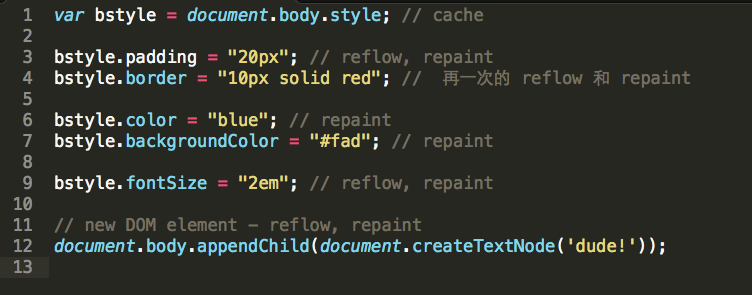 1 var bstyle = document.body.style; // cache
2
3 bstyle.padding = "20px"; // reflow, repaint
4 bstyle.border = "10px solid red"; //  再一次的 reflow 和 repaint
5
6 bstyle.color = "blue"; // repaint
7 bstyle.backgroundColor = "#fad"; // repaint
8
9 bstyle.fontSize = "2em"; // reflow, repaint
10
11 // new DOM element - reflow, repaint
12 document.body.appendChild(document.createTextNode('dude!'));
13